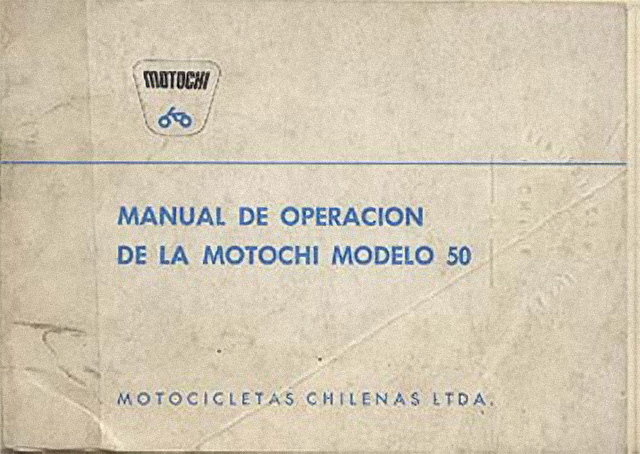 MOTOCHI
MANUAL DE OPERACION
DE LA MOTOCHI MODELO 50
MOTOCICLETAS CHILENAS LTDA.